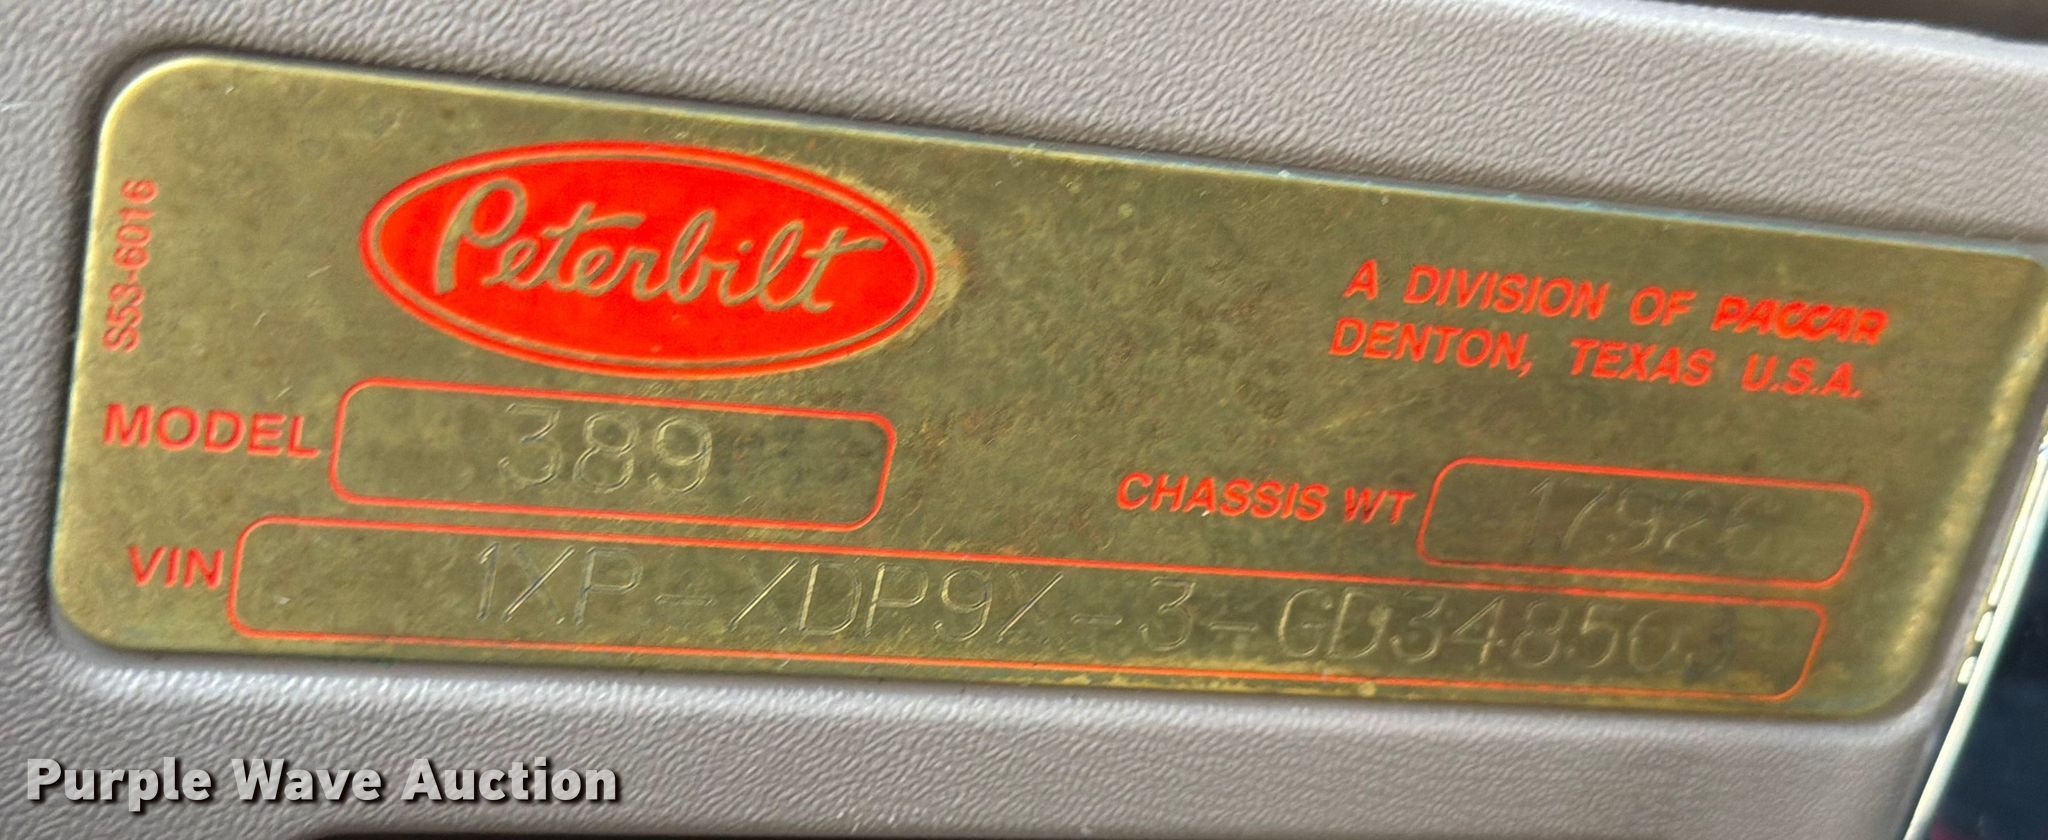 S53-6016
Peterbilt
A DIVISION OF PACCAR
DENTON, TEXAS U.S.A.
MODEL 389
CHASSIS WT 17926
VIN 1XP-XDP9X-3-GD348503
Purple Wave Auction